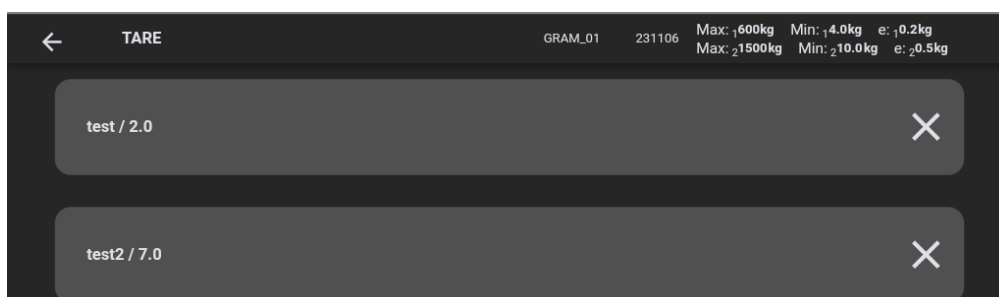 TARE GRAM_01 231106 Max: ₁600kg Min: ₁4.0kg e: ₁0.2kg
Max: ₂1500kg Min: ₂10.0kg e: ₂0.5kg
test / 2.0
test2 / 7.0